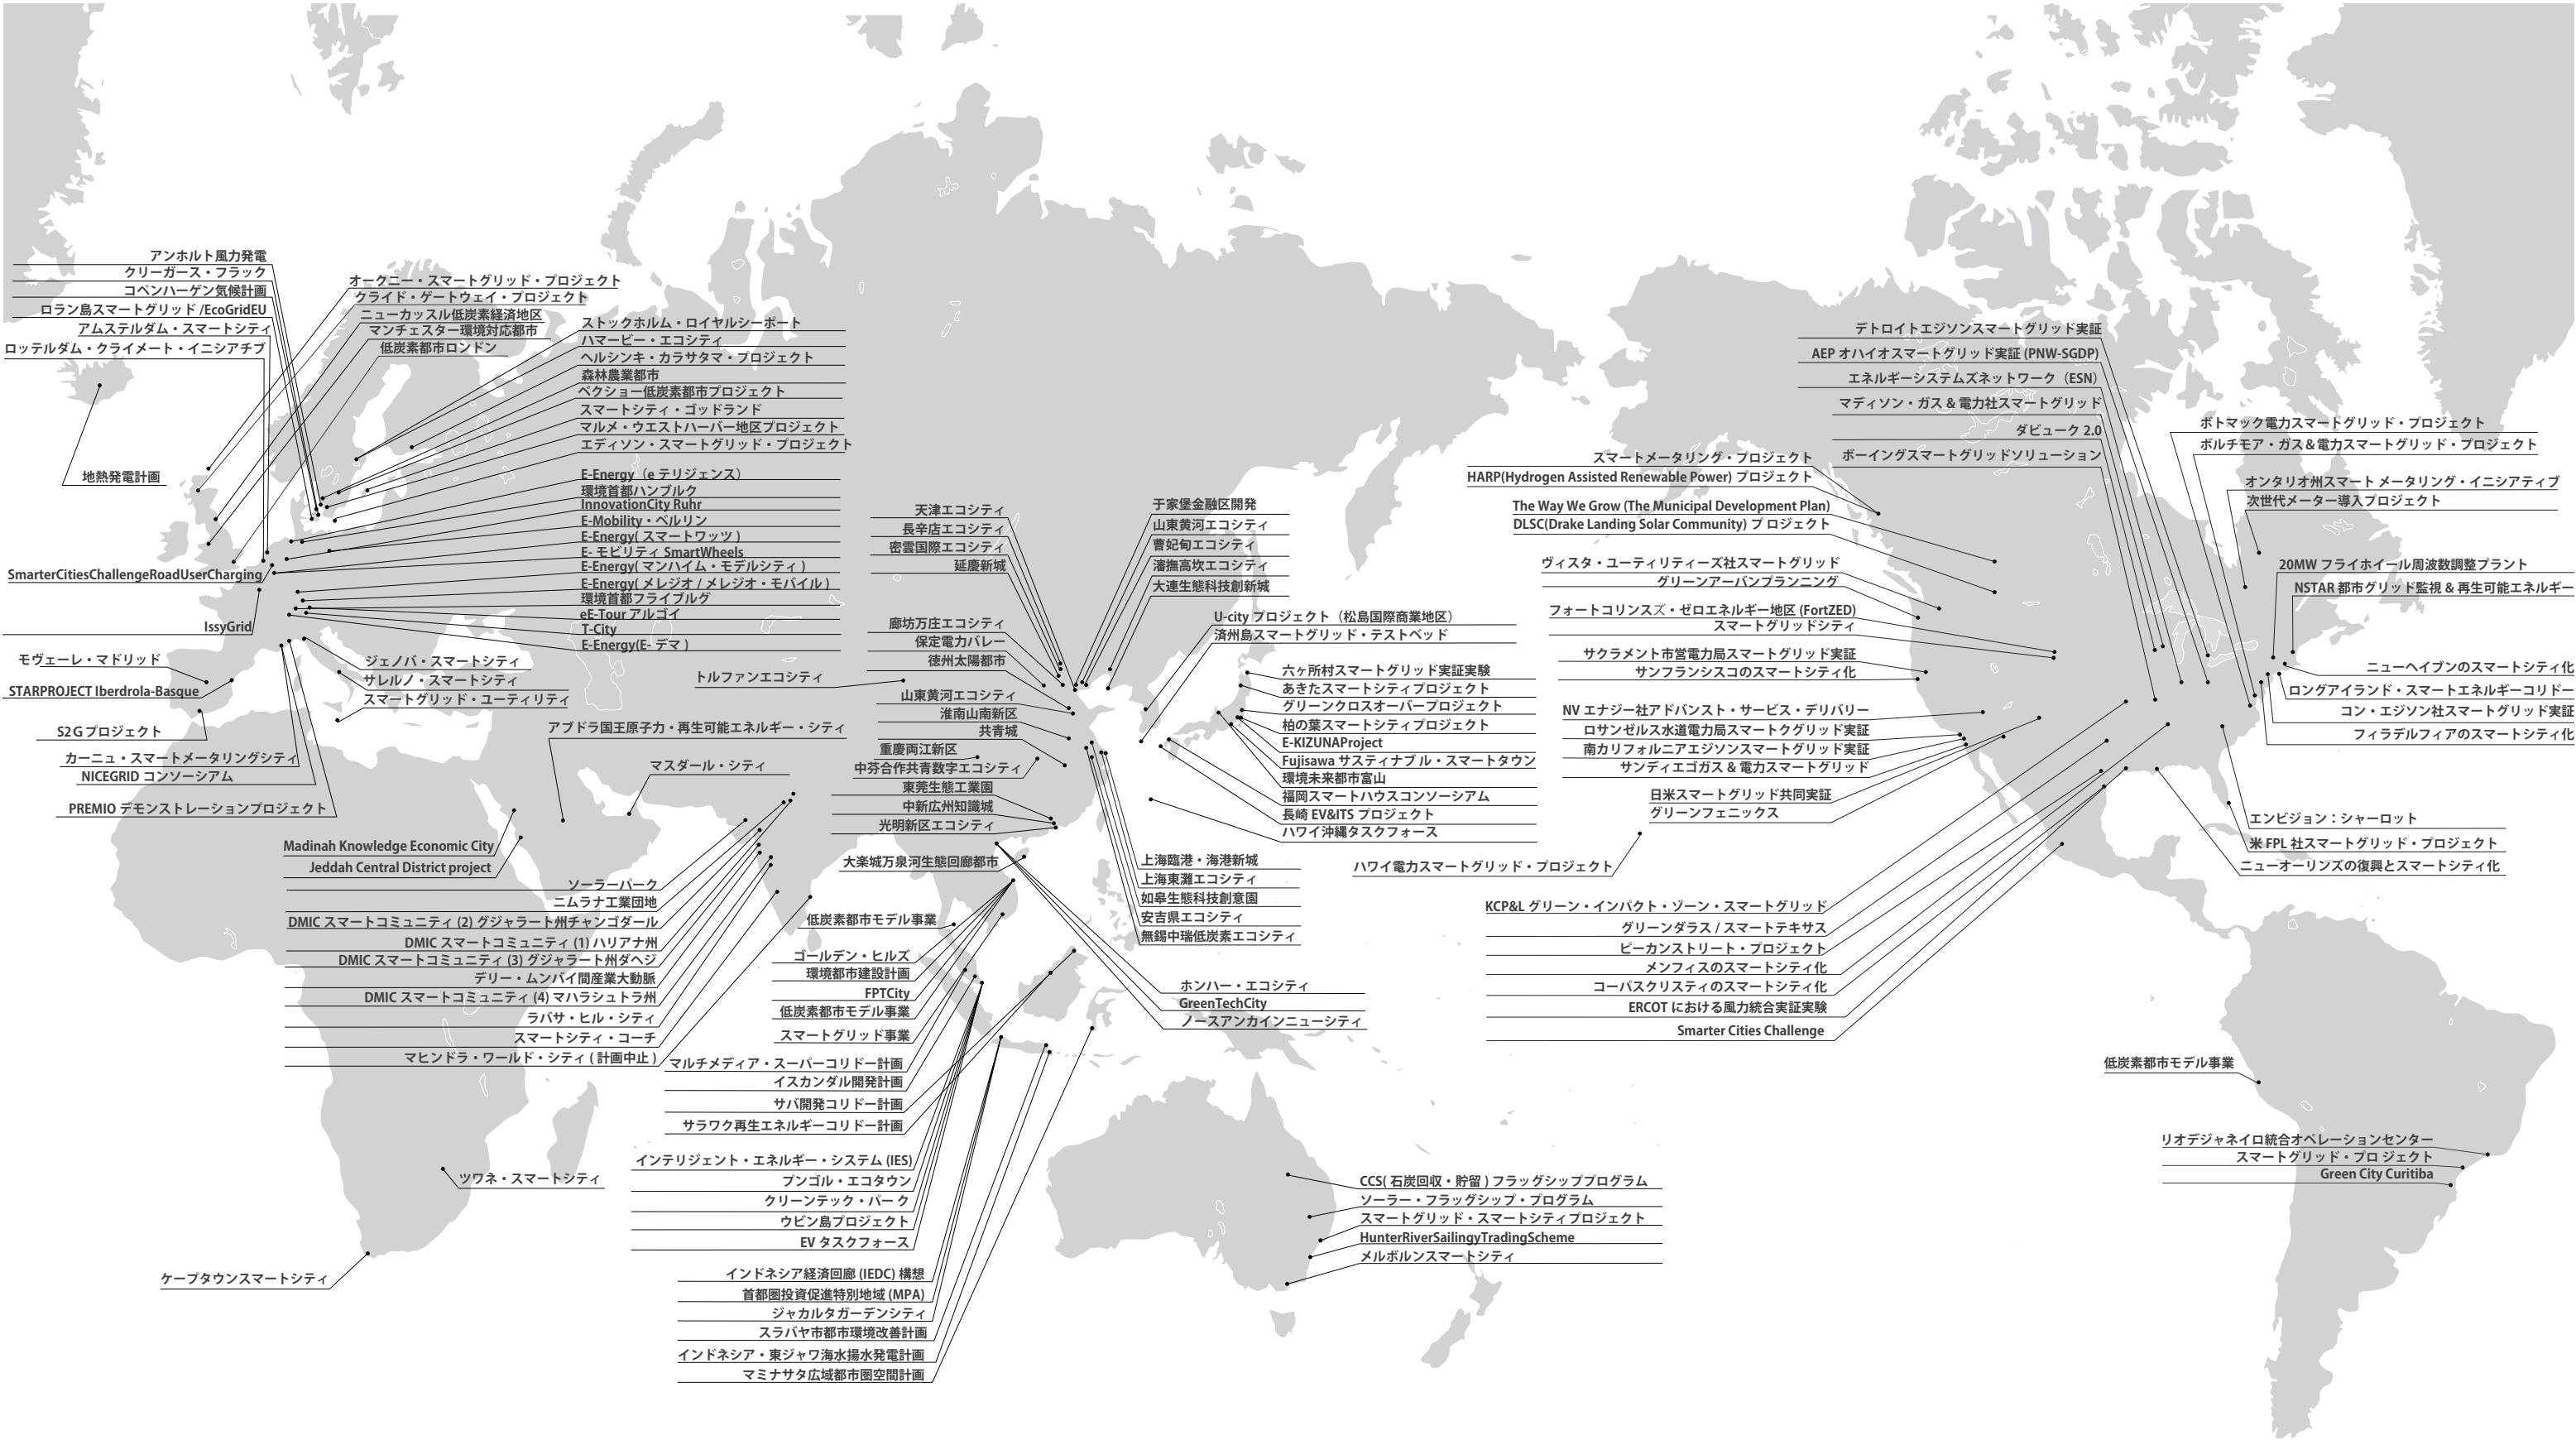 アンホルト風力発電
クリーガース・フラック
コペンハーゲン気候計画
ロラン島スマートグリッド /EcoGridEU
アムステルダム・スマートシティ
ロッテルダム・クライメート・イニシアチブ
地熱発電計画
オークニー・スマートグリッド・プロジェクト
クライド・ゲートウェイ・プロジェクト
ニューカッスル低炭素経済地区
マンチェスター環境対応都市
低炭素都市ロンドン
ストックホルム・ロイヤルシーポート
ハマービー・エコシティ
ヘルシンキ・カラサタマ・プロジェクト
森林農業都市
ベクショー低炭素都市プロジェクト
スマートシティ・ゴッドランド
マルメ・ウエストハーバー地区プロジェクト
エディソン・スマートグリッド・プロジェクト
E-Energy（e テリジェンス）
環境首都ハンブルク
InnovationCity Ruhr
E-Mobility・ベルリン
E-Energy( スマートワッツ )
E- モビリティ SmartWheels
E-Energy( マンハイム・モデルシティ )
E-Energy( メレジオ / メレジオ・モバイル )
環境首都フライブルグ
eE-Tour アルゴイ
T-City
E-Energy(E- デマ )
SmarterCitiesChallengeRoadUserCharging
IssyGrid
モヴェーレ・マドリッド
STARPROJECT Iberdrola-Basque
S2Gプロジェクト
カーニュ・スマートメータリングシティ
NICEGRID コンソーシアム
PREMIO デモンストレーションプロジェクト
ジェノバ・スマートシティ
サレルノ・スマートシティ
スマートグリッド・ユーティリティ
アブドラ国王原子力・再生可能エネルギー・シティ
マスダール・シティ
Madinah Knowledge Economic City
Jeddah Central District project
ソーラーパーク
ニムラナ工業団地
DMIC スマートコミュニティ (2) グジャラート州チャンゴダール
DMIC スマートコミュニティ (1) ハリアナ州
DMIC スマートコミュニティ (3) グジャラート州ダヘジ
デリー・ムンバイ間産業大動脈
DMIC スマートコミュニティ (4) マハラシュトラ州
ラバサ・ヒル・シティ
スマートシティ・コーチ
マヒンドラ・ワールド・シティ ( 計画中止 )
ツワネ・スマートシティ
ケープタウンスマートシティ
天津エコシティ
長辛店エコシティ
密雲国際エコシティ
延慶新城
廊坊万庄エコシティ
保定電力バレー
徳州太陽都市
トルファンエコシティ
山東黄河エコシティ
淮南山南新区
共青城
重慶両江新区
中芬合作共青数字エコシティ
東莞生態工業園
中新広州知識城
光明新区エコシティ
大楽城万泉河生態回廊都市
于家堡金融区開発
山東黄河エコシティ
曹妃甸エコシティ
瀋撫高坎エコシティ
大連生態科技創新城
U-city プロジェクト（松島国際商業地区）
済州島スマートグリッド・テストベッド
六ヶ所村スマートグリッド実証実験
あきたスマートシティプロジェクト
グリーンクロスオーバープロジェクト
柏の葉スマートシティプロジェクト
E-KIZUNAProject
Fujisawa サスティナブル・スマートタウン
環境未来都市富山
福岡スマートハウスコンソーシアム
長崎 EV&ITS プロジェクト
ハワイ沖縄タスクフォース
上海臨港・海港新城
上海東灘エコシティ
如皋生態科技創意園
安吉県エコシティ
無錫中瑞低炭素エコシティ
低炭素都市モデル事業
ゴールデン・ヒルズ
環境都市建設計画
FPTCity
低炭素都市モデル事業
スマートグリッド事業
マルチメディア・スーパーコリドー計画
イスカンダル開発計画
サバ開発コリドー計画
サラワク再生エネルギーコリドー計画
ホンハー・エコシティ
GreenTechCity
ノースアンカインニューシティ
インテリジェント・エネルギー・システム (IES)
プンゴル・エコタウン
クリーンテック・パーク
ウビン島プロジェクト
EV タスクフォース
インドネシア経済回廊 (IEDC) 構想
首都圏投資促進特別地域 (MPA)
ジャカルタガーデンシティ
スラバヤ市都市環境改善計画
インドネシア・東ジャワ海水揚水発電計画
マミナサタ広域都市圏空間計画
CCS( 石炭回収・貯留 ) フラッグシッププログラム
ソーラー・フラッグシップ・プログラム
スマートグリッド・スマートシティプロジェクト
HunterRiverSailingyTradingScheme
メルボルンスマートシティ
スマートメータリング・プロジェクト
HARP(Hydrogen Assisted Renewable Power) プロジェクト
The Way We Grow (The Municipal Development Plan)
DLSC(Drake Landing Solar Community) プロジェクト
ヴィスタ・ユーティリティーズ社スマートグリッド
グリーンアーバンプランニング
フォートコリンスズ・ゼロエネルギー地区 (FortZED)
スマートグリッドシティ
サクラメント市営電力局スマートグリッド実証
サンフランシスコのスマートシティ化
NV エナジー社アドバンスト・サービス・デリバリー
ロサンゼルス水道電力局スマートクグリッド実証
南カリフォルニアエジソンスマートグリッド実証
サンディエゴガス & 電力スマートグリッド
日米スマートグリッド共同実証
グリーンフェニックス
ハワイ電力スマートグリッド・プロジェクト
KCP&L グリーン・インパクト・ゾーン・スマートグリッド
グリーンダラス / スマートテキサス
ピーカンストリート・プロジェクト
メンフィスのスマートシティ化
コーパスクリスティのスマートシティ化
ERCOT における風力統合実証実験
Smarter Cities Challenge
デトロイトエジソンスマートグリッド実証
AEP オハイオスマートグリッド実証 (PNW-SGDP)
エネルギーシステムズネットワーク（ESN）
マディソン・ガス & 電力社スマートグリッド
ダビューク 2.0
ボーイングスマートグリッドソリューション
ポトマック電力スマートグリッド・プロジェクト
ボルチモア・ガス＆電力スマートグリッド・プロジェクト
オンタリオ州スマート メータリング・イニシアティブ
次世代メーター導入プロジェクト
20MW フライホイール周波数調整プラント
NSTAR 都市グリッド監視 & 再生可能エネルギー
ニューヘイブンのスマートシティ化
ロングアイランド・スマートエネルギーコリドー
コン・エジソン社スマートグリッド実証
フィラデルフィアのスマートシティ化
エンビジョン：シャーロット
米 FPL 社スマートグリッド・プロジェクト
ニューオーリンズの復興とスマートシティ化
低炭素都市モデル事業
リオデジャネイロ統合オペレーションセンター
スマートグリッド・プロ ジェクト
Green City Curitiba